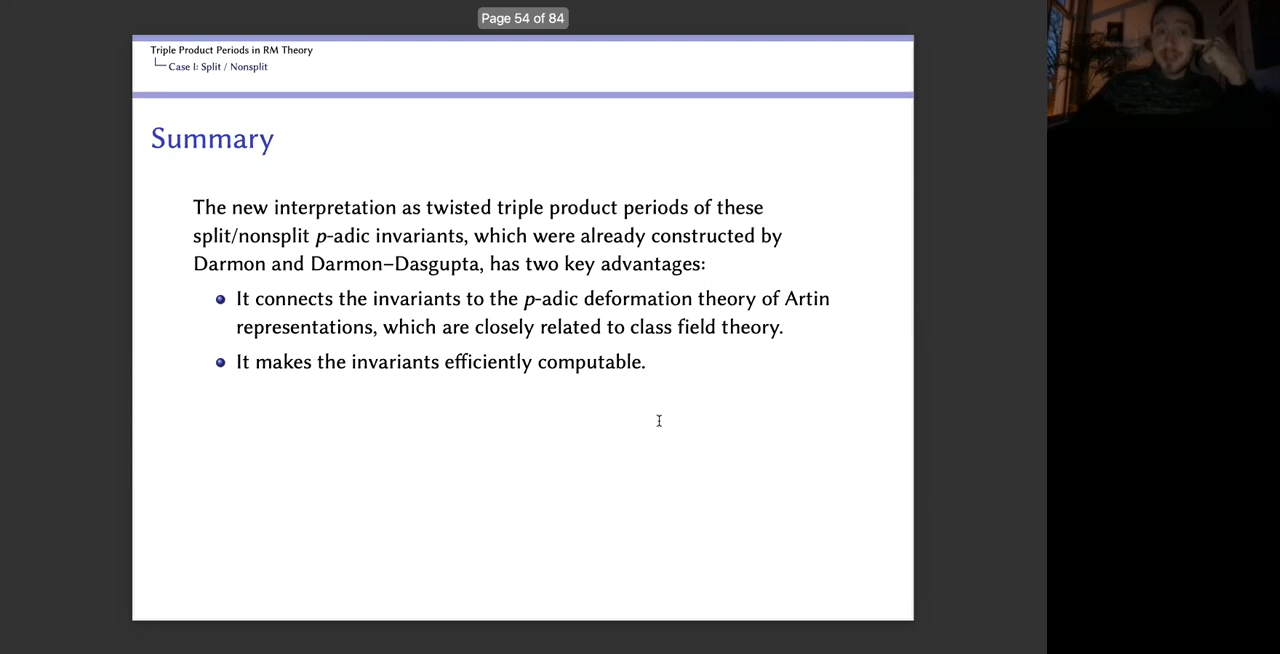 Page 54 of 84
Triple Product Periods in RM Theory
Case I: Split / Nonsplit
Summary
The new interpretation as twisted triple product periods of these
split/nonsplit p-adic invariants, which were already constructed by
Darmon and Darmon–Dasgupta, has two key advantages:
It connects the invariants to the p-adic deformation theory of Artin
representations, which are closely related to class field theory.
It makes the invariants efficiently computable.